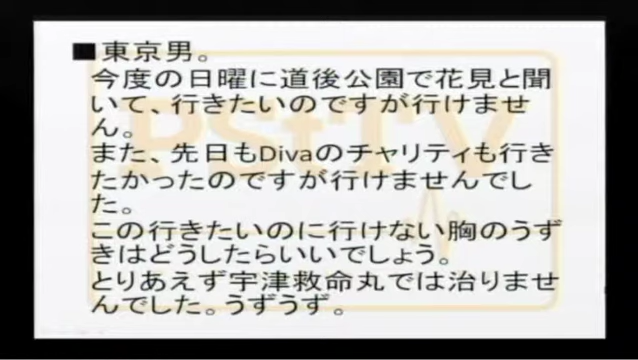 ■東京男。
今度の日曜に道後公園で花見と聞
いて、行きたいのですが行けませ
ん。
また、先日もDivaのチャリティも行き
たかったのですが行けませんでし
た。
この行きたいのに行けない胸のうず
きはどうしたらいいでしょう。
とりあえず宇津救命丸では治りませ
んでした。うずうず。